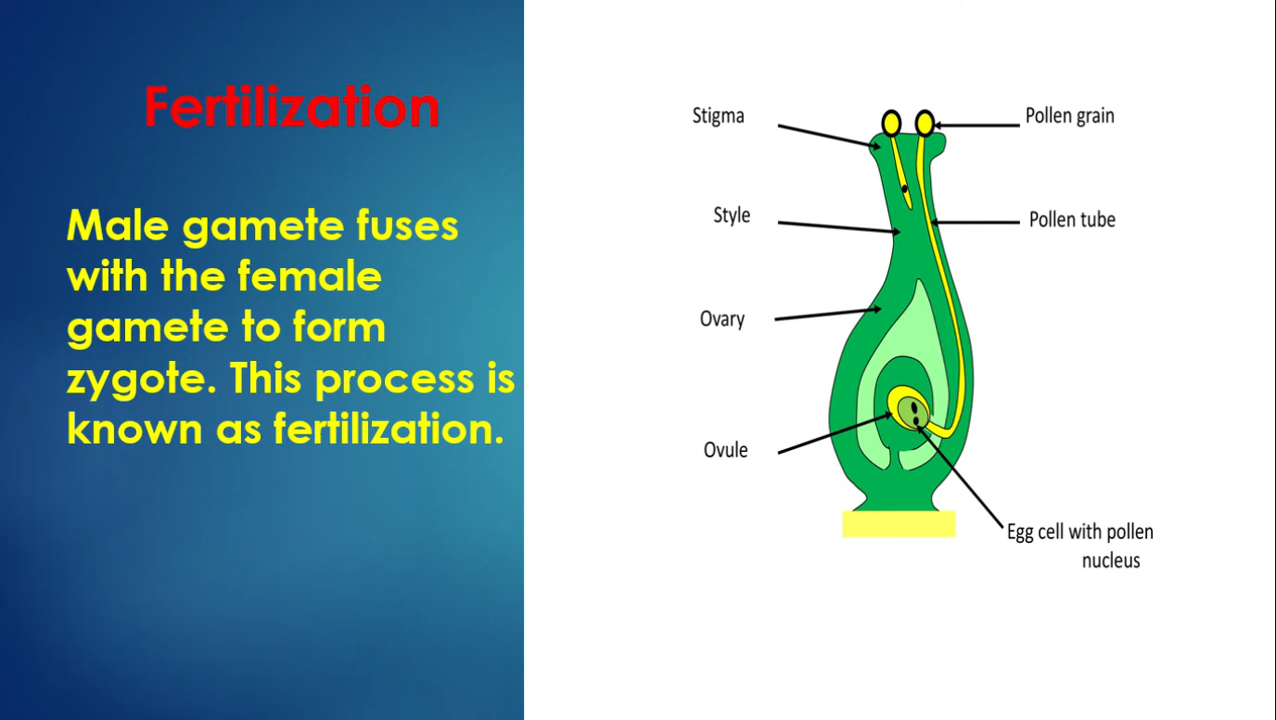 Fertilization
Male gamete fuses
with the female
gamete to form
zygote. This process is
known as fertilization.
Stigma
Pollen grain
Style
Pollen tube
Ovary
Ovule
Egg cell with pollen
nucleus